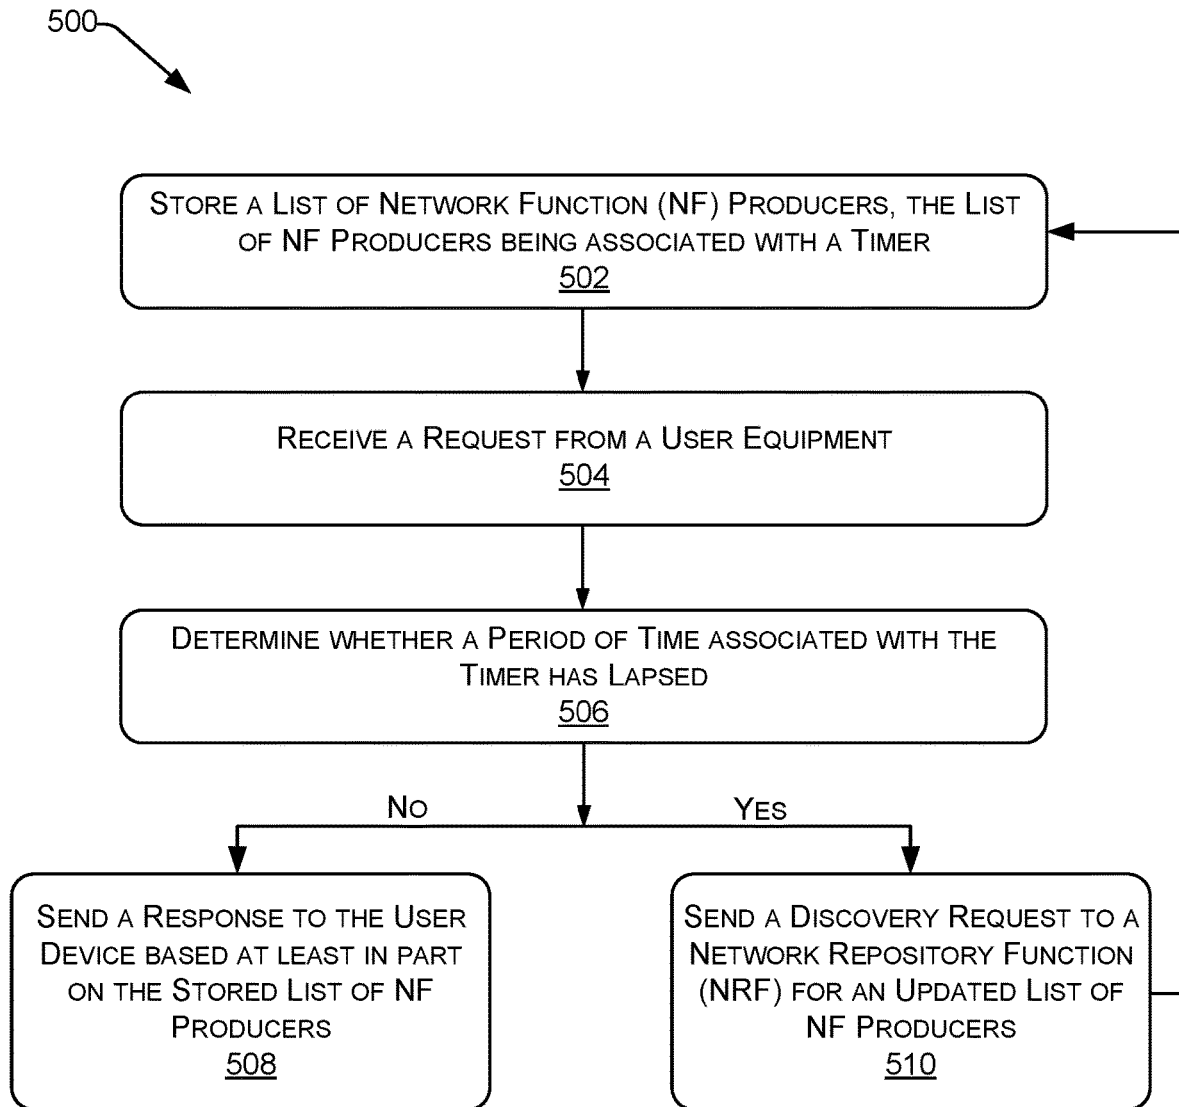 500
STORE A LIST OF NETWORK FUNCTION (NF) PRODUCERS, THE LIST
OF NF PRODUCERS BEING ASSOCIATED WITH A TIMER
502
RECEIVE A REQUEST FROM A USER EQUIPMENT
504
DETERMINE WHETHER A PERIOD OF TIME ASSOCIATED WITH THE
TIMER HAS LAPSED
506
NO
YES
SEND A RESPONSE TO THE USER
DEVICE BASED AT LEAST IN PART
ON THE STORED LIST OF NF
PRODUCERS
508
SEND A DISCOVERY REQUEST TO A
NETWORK REPOSITORY FUNCTION
(NRF) FOR AN UPDATED LIST OF
NF PRODUCERS
510